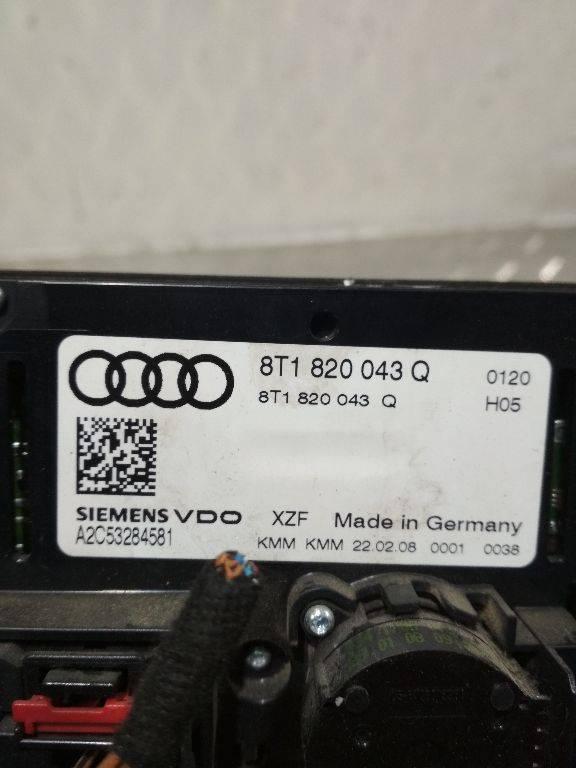 8T1 820 043 Q 0120
8T1 820 043 Q H05
SIEMENS VDO XZF Made in Germany
A2C53284581
KMM KMM 22.02.08 0001 0038